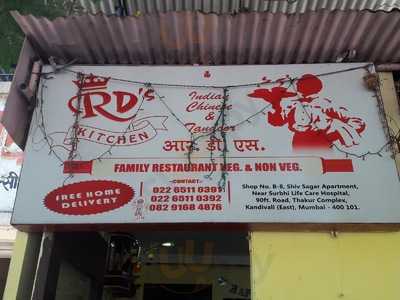 RD's
KITCHEN
Indian
Chinese
&
Tandoor
आर. डी. एस.
FAMILY RESTAURANT VEG. & NON VEG.
FREE HOME
DELIVERY
CONTACT:
022 6511 0391
022 6511 0392
082 9168 4876
Shop No. B-8, Shiv Sagar Apartment,
Near Surbhi Life Care Hospital,
90ft. Road, Thakur Complex,
Kandivali (East), Mumbai - 400 101.